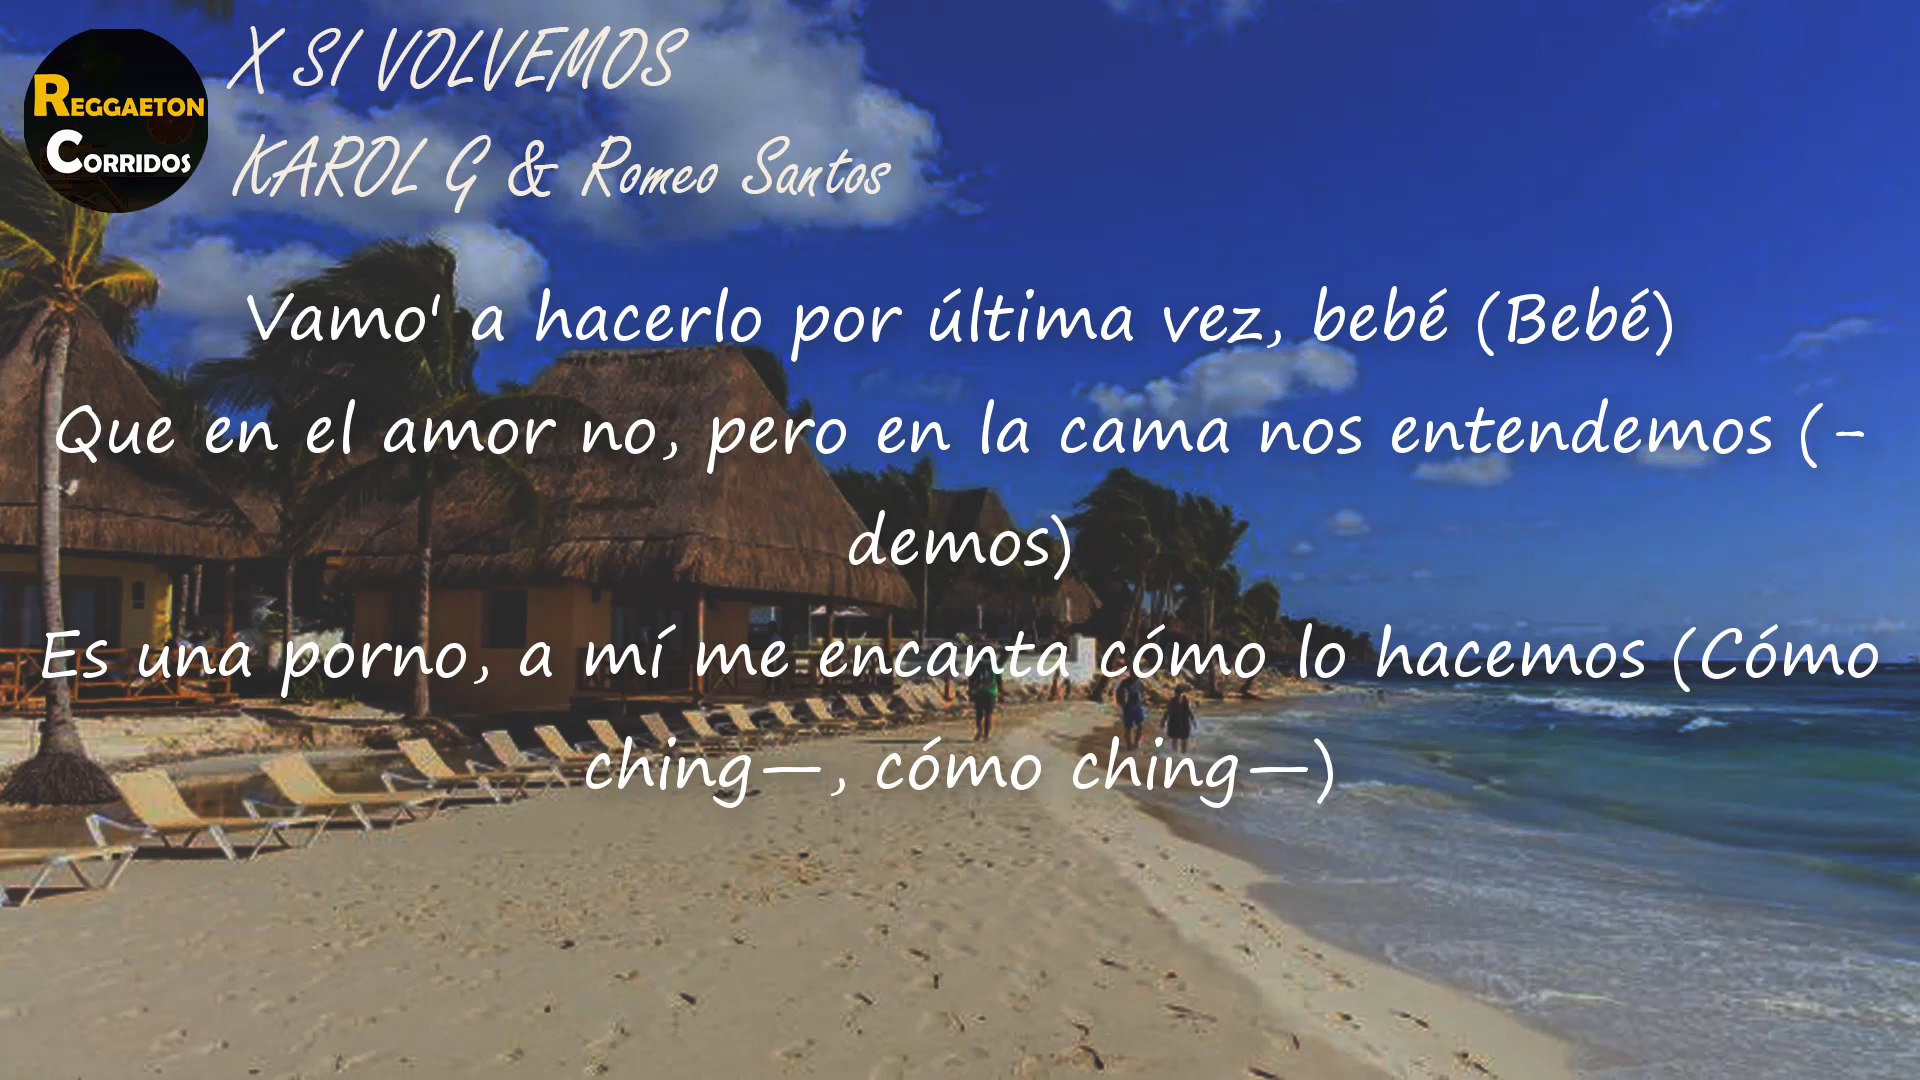 REGGAETON
CORRIDOS
X SI VOLVEMOS
KAROL G & Romeo Santos
Vamo' a hacerlo por última vez, bebé (Bebé)
Que en el amor no, pero en la cama nos entendemos (-
demos)
Es una porno, a mí me encanta cómo lo hacemos (Cómo
ching—, cómo ching—)